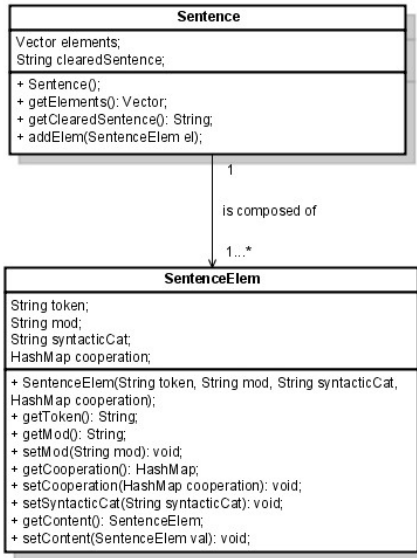 Sentence
Vector elements;
String clearedSentence;
+ Sentence();
+ getElements(): Vector;
+ getClearedSentence(): String;
+ addElem(SentenceElem el);
1
is composed of
1...*
SentenceElem
String token;
String mod;
String syntacticCat;
HashMap cooperation;
+ SentenceElem(String token, String mod, String syntacticCat,
HashMap cooperation);
+ getToken(): String;
+ getMod(): String;
+ setMod(String mod): void;
+ getCooperation(): HashMap;
+ setCooperation(HashMap cooperation): void;
+ setSyntacticCat(String syntacticCat): void;
+ getContent(): SentenceElem;
+ setContent(SentenceElem val): void;